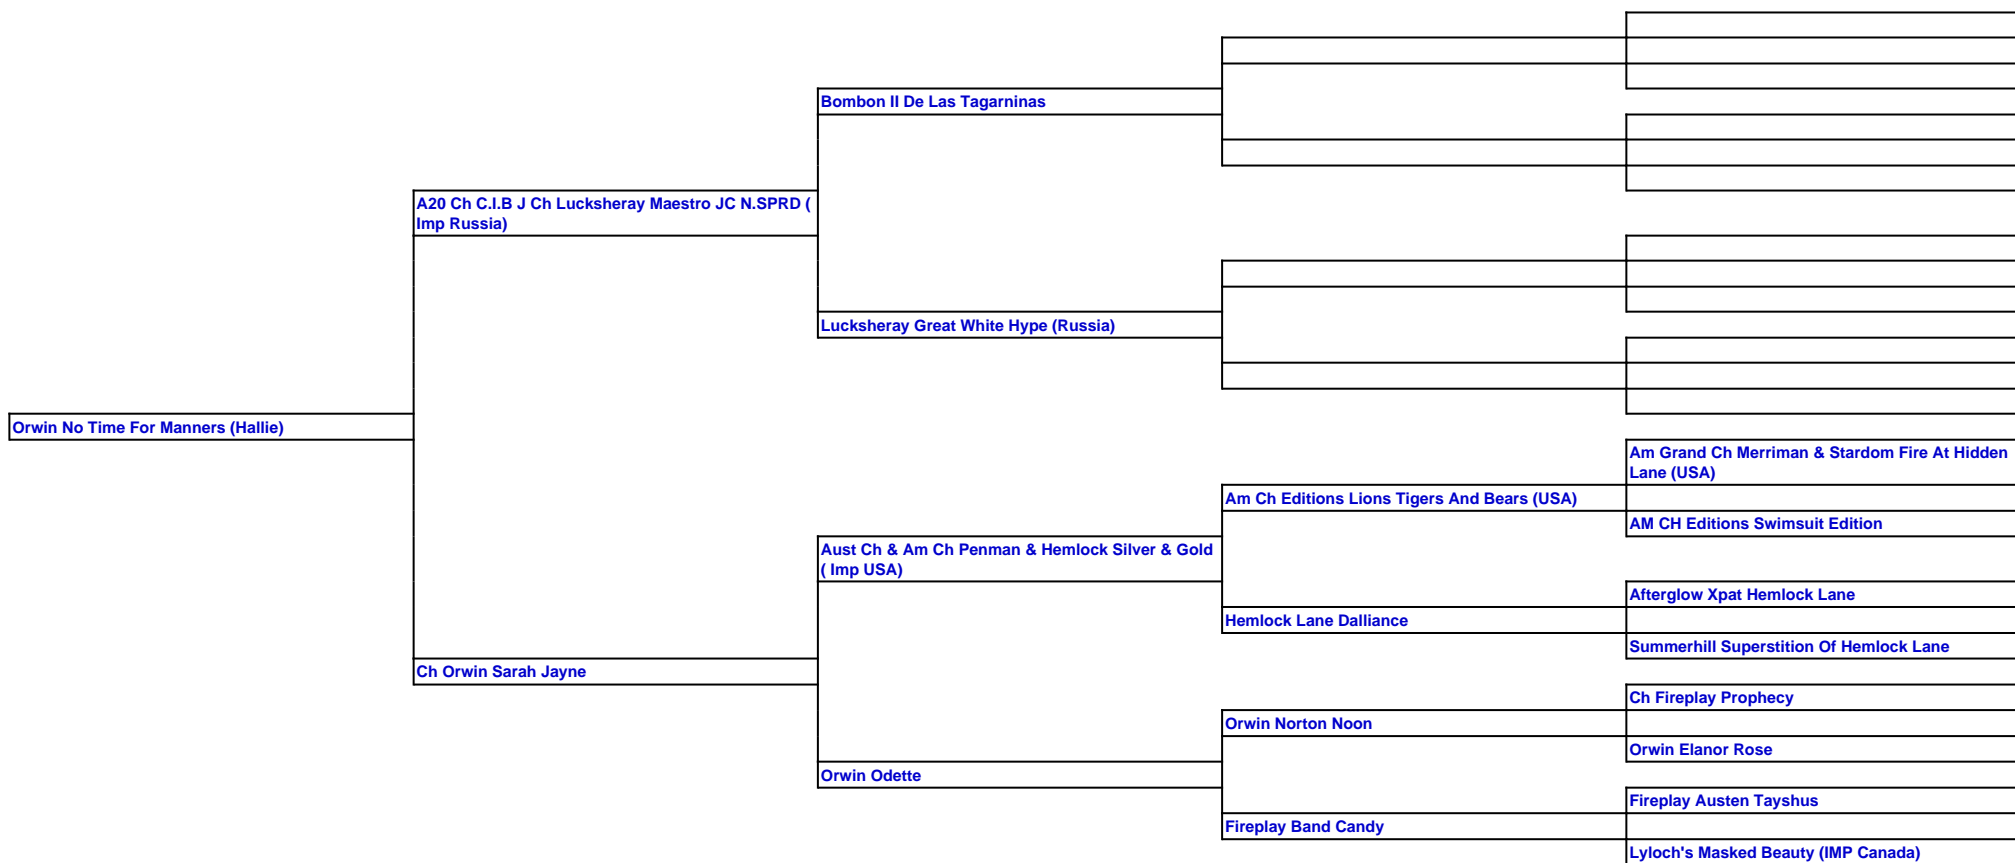 Bombon II De Las Tagarninas
A20 Ch C.I.B J Ch Lucksheray Maestro JC N.SPRD (
Imp Russia)
Lucksheray Great White Hype (Russia)
Orwin No Time For Manners (Hallie)
Am Grand Ch Merriman & Stardom Fire At Hidden
Lane (USA)
Am Ch Editions Lions Tigers And Bears (USA)
AM CH Editions Swimsuit Edition
Aust Ch & Am Ch Penman & Hemlock Silver & Gold
( Imp USA)
Afterglow Xpat Hemlock Lane
Hemlock Lane Dalliance
Summerhill Superstition Of Hemlock Lane
Ch Orwin Sarah Jayne
Ch Fireplay Prophecy
Orwin Norton Noon
Orwin Elanor Rose
Orwin Odette
Fireplay Austen Tayshus
Fireplay Band Candy
Lyloch's Masked Beauty (IMP Canada)